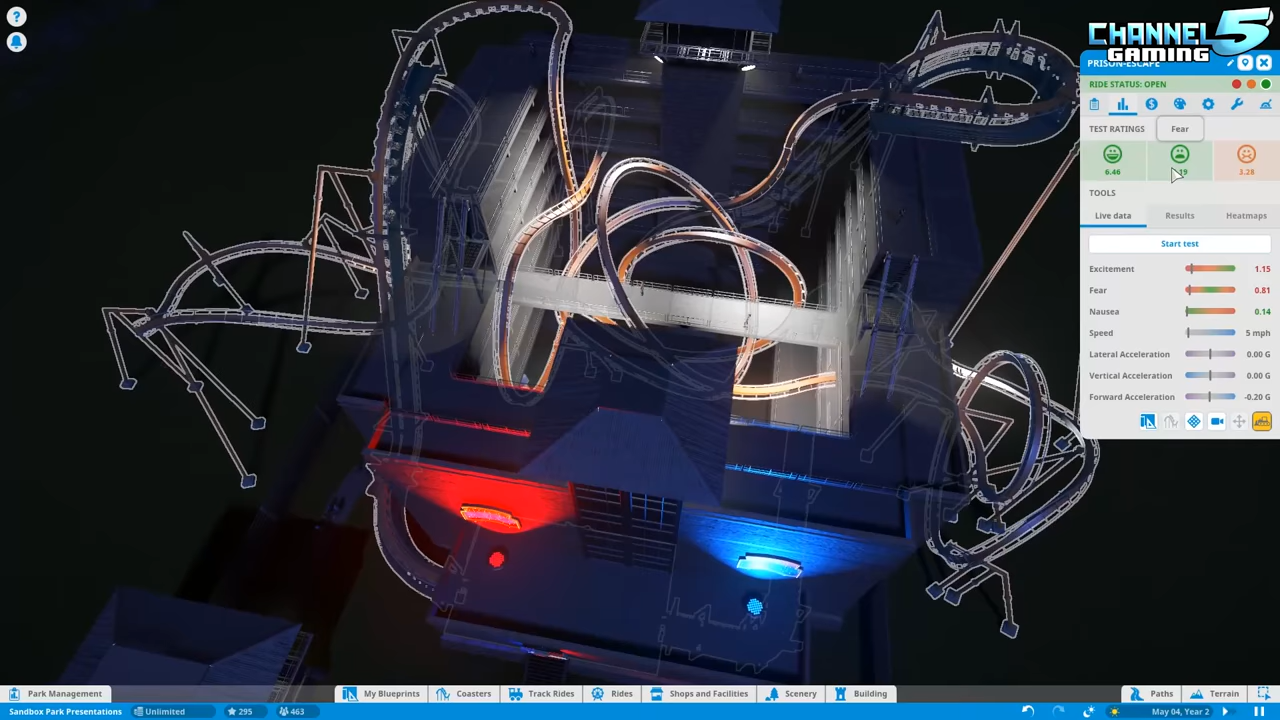 CHANNEL 5
GAMING
PRISON-ESCAPE
RIDE STATUS: OPEN
TEST RATINGS
Fear
6.46
3.28
TOOLS
Live data Results Heatmaps
Start test
Excitement 1.15
Fear 0.81
Nausea 0.14
Speed 5 mph
Lateral Acceleration 0.00 G
Vertical Acceleration 0.00 G
Forward Acceleration -0.20 G
Park Management My Blueprints Coasters Track Rides Rides Shops and Facilities Scenery Building Paths Terrain
Sandbox Park Presentations Unlimited 295 463 May 04, Year 2